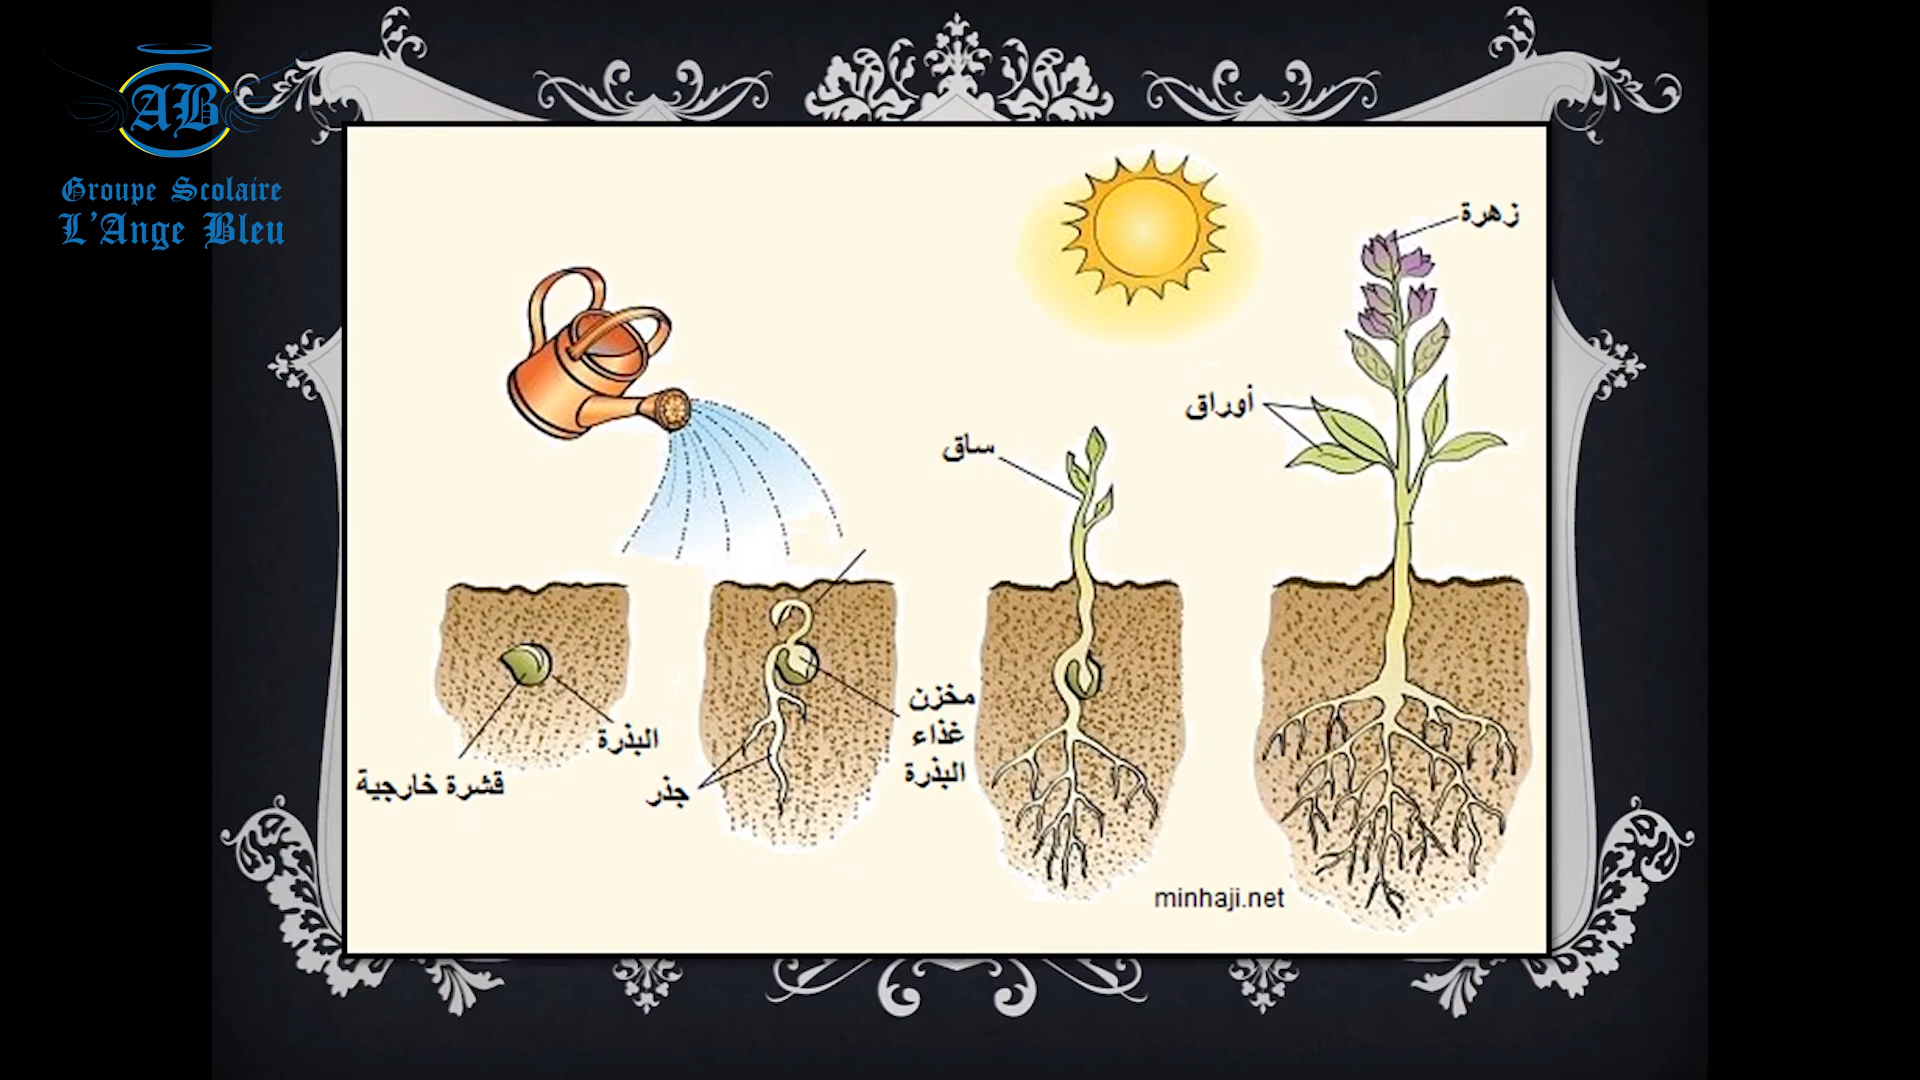 AB
Groupe Scolaire
L'Ange Bleu
زهرة
أوراق
ساق
مخزن
غذاء
البذرة
البذرة
قشرة خارجية
جذر
minhaji.net